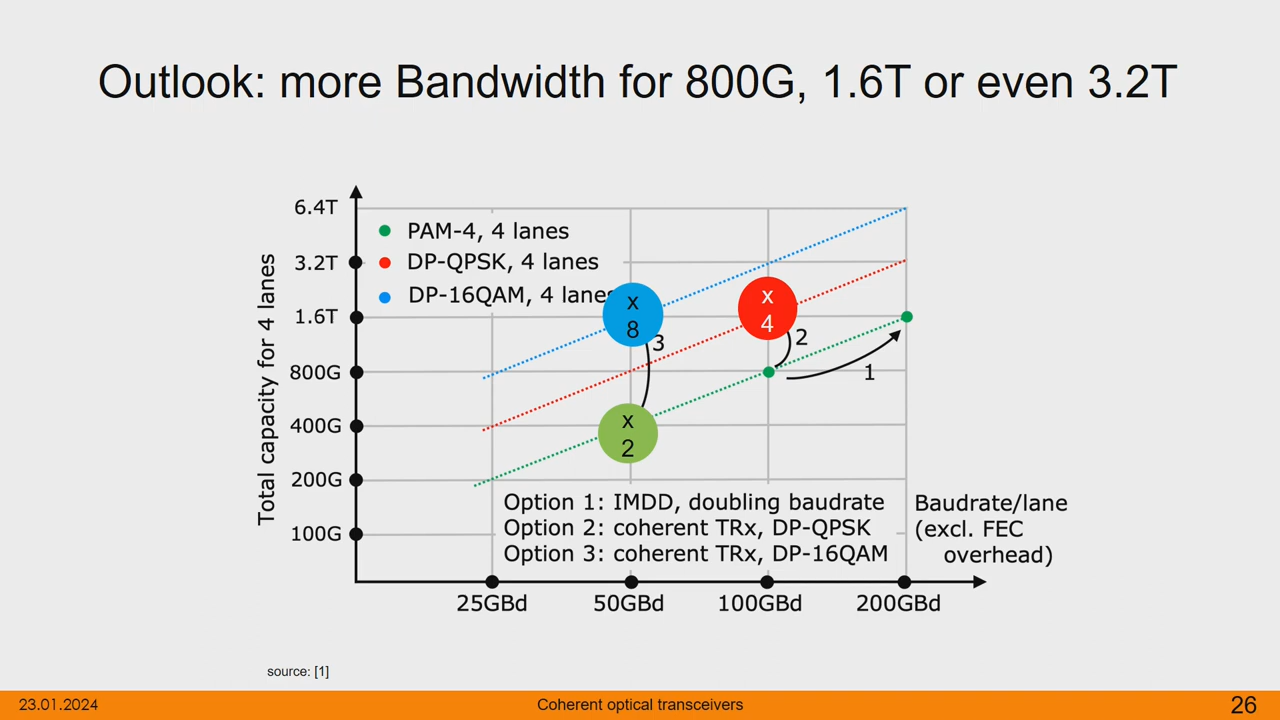 Outlook: more Bandwidth for 800G, 1.6T or even 3.2T
6.4T
3.2T
1.6T
800G
400G
200G
100G
Total capacity for 4 lanes
PAM-4, 4 lanes
DP-QPSK, 4 lanes
DP-16QAM, 4 lanes
x
8
3
x
4
2
1
x
2
Option 1: IMDD, doubling baudrate
Option 2: coherent TRx, DP-QPSK
Option 3: coherent TRx, DP-16QAM
Baudrate/lane
(excl. FEC
overhead)
25GBd
50GBd
100GBd
200GBd
source: [1]
23.01.2024
Coherent optical transceivers
26